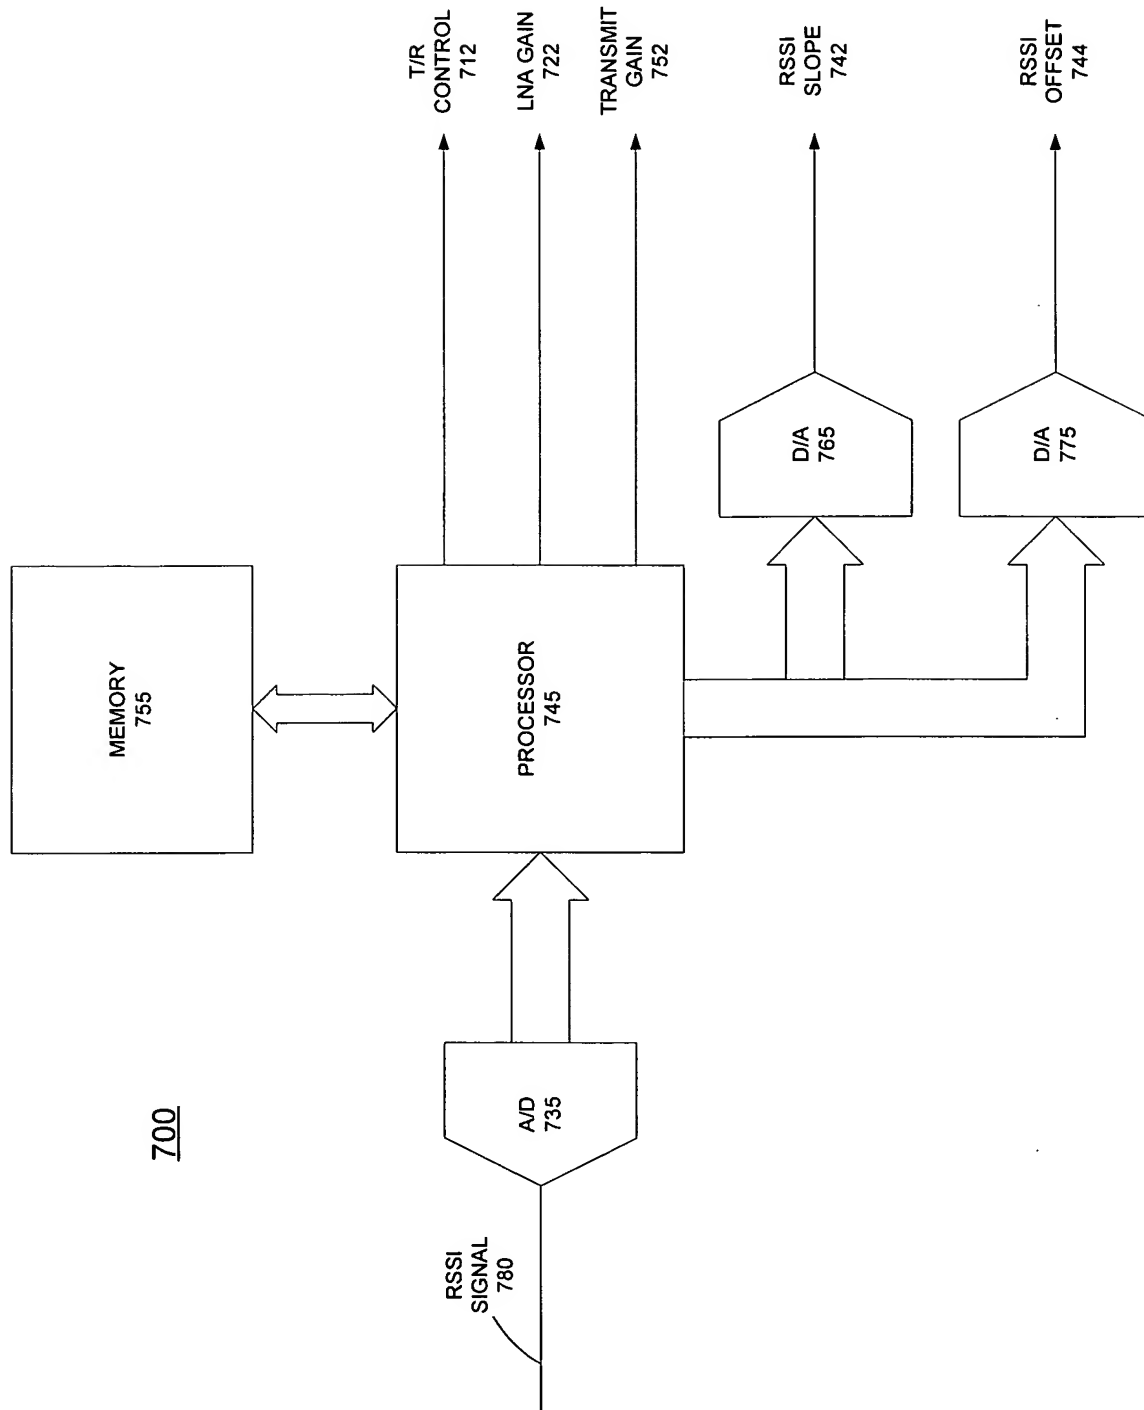 T/R
CONTROL
712
LNA GAIN
722
TRANSMIT
GAIN
752
RSSI
SLOPE
742
RSSI
OFFSET
744
MEMORY
755
PROCESSOR
745
D/A
765
D/A
775
A/D
735
700
RSSI
SIGNAL
780